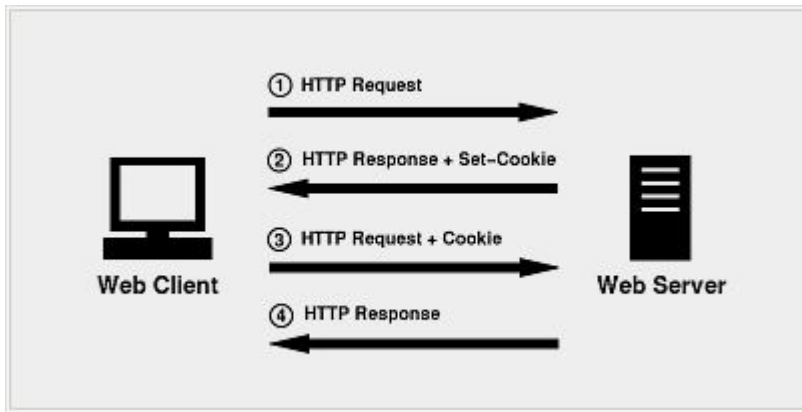 ① HTTP Request
② HTTP Response + Set-Cookie
③ HTTP Request + Cookie
Web Client
Web Server
④ HTTP Response